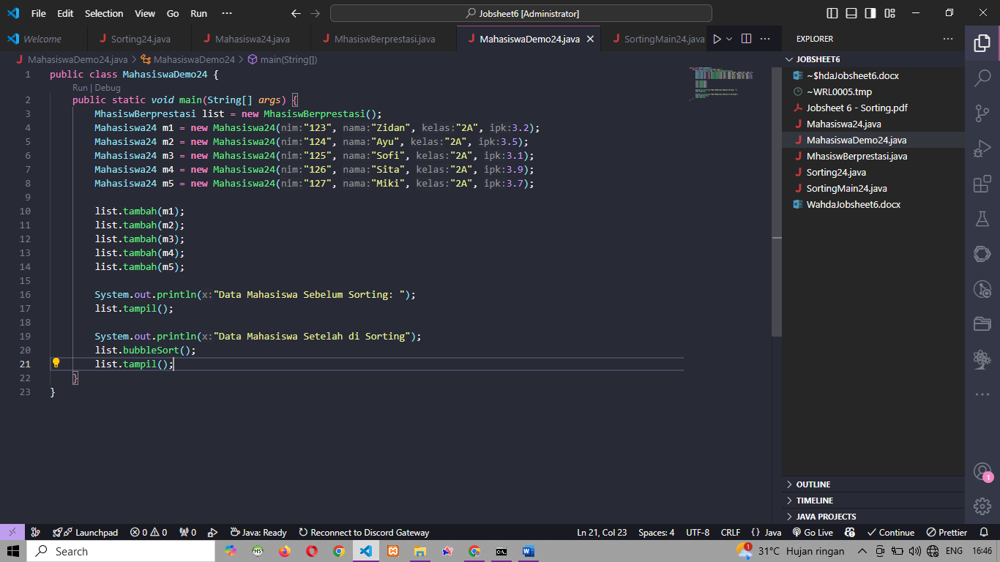 File Edit Selection View Go Run ··· Jobsheet6 [Administrator]
Welcome Sorting24.java Mahasiswa24.java MhasiswBerprestasi.java MahasiswaDemo24.java SortingMain24.java EXPLORER ···
MahasiswaDemo24.java > MahasiswaDemo24 > main(String[])
1 public class MahasiswaDemo24 {
Run | Debug
2 public static void main(String[] args) {
3 MhasiswBerprestasi list = new MhasiswBerprestasi();
4 Mahasiswa24 m1 = new Mahasiswa24(nim:"123", nama:"Zidan", kelas:"2A", ipk:3.2);
5 Mahasiswa24 m2 = new Mahasiswa24(nim:"124", nama:"Ayu", kelas:"2A", ipk:3.5);
6 Mahasiswa24 m3 = new Mahasiswa24(nim:"125", nama:"Sofi", kelas:"2A", ipk:3.1);
7 Mahasiswa24 m4 = new Mahasiswa24(nim:"126", nama:"Sita", kelas:"2A", ipk:3.9);
8 Mahasiswa24 m5 = new Mahasiswa24(nim:"127", nama:"Miki", kelas:"2A", ipk:3.7);
9
10 list.tambah(m1);
11 list.tambah(m2);
12 list.tambah(m3);
13 list.tambah(m4);
14 list.tambah(m5);
15
16 System.out.println(x:"Data Mahasiswa Sebelum Sorting: ");
17 list.tampil();
18
19 System.out.println(x:"Data Mahasiswa Setelah di Sorting");
20 list.bubbleSort();
21 list.tampil();
22 }
23 }
JOBSHEET6
~$hdaJobsheet6.docx
~WRL0005.tmp
Jobsheet 6 - Sorting.pdf
Mahasiswa24.java
MahasiswaDemo24.java
MhasiswBerprestasi.java
Sorting24.java
SortingMain24.java
WahdaJobsheet6.docx
OUTLINE
TIMELINE
JAVA PROJECTS
1
Launchpad 0 0 0 Java: Ready Reconnect to Discord Gateway Ln 21, Col 23 Spaces: 4 UTF-8 CRLF {} Java Go Live Continue Prettier
Search 1 31°C Hujan ringan ENG 16:46